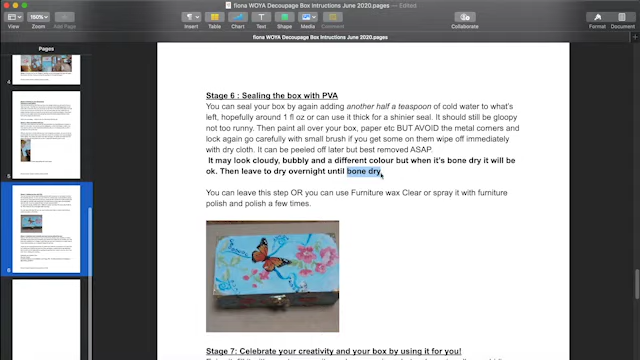 fiona WOYA Decoupage Box Intructions June 2020.pages — Edited
150%
View Zoom Add Page Insert Table Chart Text Shape Media Comment Collaborate Format Document
fiona WOYA Decoupage Box Intructions June 2020.pages
Pages
4
5
6
Stage 6 : Sealing the box with PVA
You can seal your box by again adding another half a teaspoon of cold water to what's
left, hopefully around 1 fl oz or can use it thick for a shinier seal. It should still be gloopy
not too runny. Then paint all over your box, paper etc BUT AVOID the metal corners and
lock again go carefully with small brush if you get some on them wipe off immediately
with dry cloth. It can be peeled off later but best removed ASAP.
It may look cloudy, bubbly and a different colour but when it's bone dry it will be
ok. Then leave to dry overnight until bone dry.
You can leave this step OR you can use Furniture wax Clear or spray it with furniture
polish and polish a few times.
Stage 7: Celebrate your creativity and your box by using it for you!